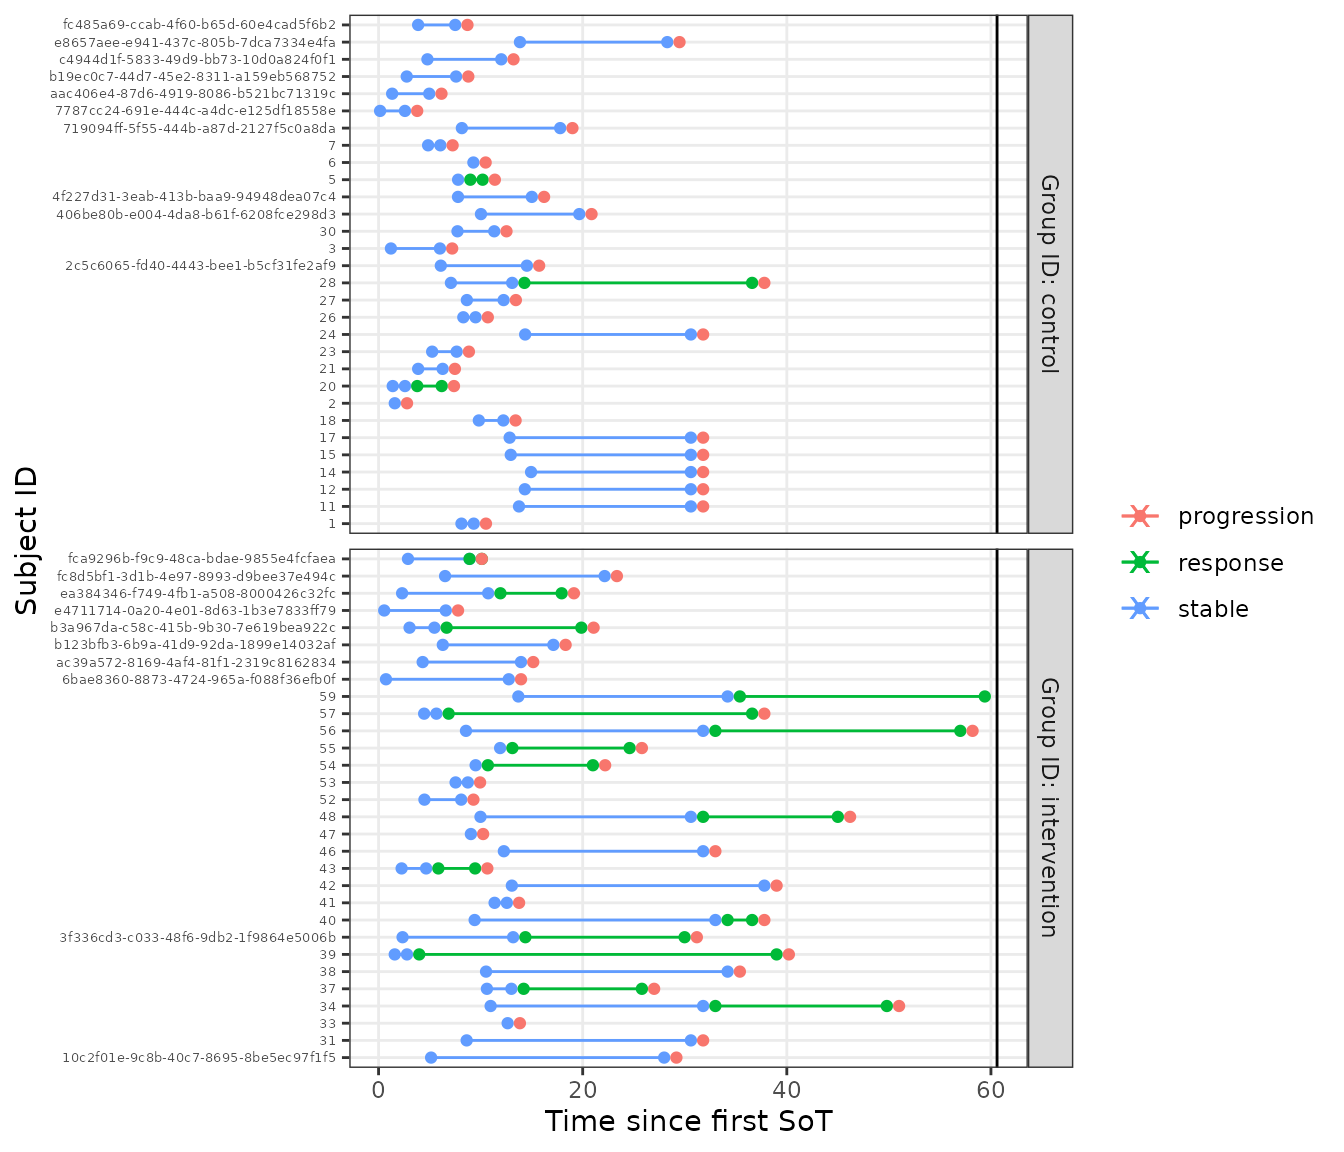 fc485a69-ccab-4f60-b65d-60e4cad5f6b2
e8657aee-e941-437c-805b-7dca7334e4fa
c4944d1f-5833-49d9-bb73-10d0a824f0f1
b19ec0c7-44d7-45e2-8311-a159eb568752
aac406e4-87d6-4919-8086-b521bc71319c
7787cc24-691e-444c-a4dc-e125df18558e
719094ff-5f55-444b-a87d-2127f5c0a8da
7
6
5
4f227d31-3eab-413b-baa9-94948dea07c4
406be80b-e004-4da8-b61f-6208fce298d3
30
3
2c5c6065-fd40-4443-bee1-b5cf31fe2af9
28
27
26
24
23
21
20
2
18
17
15
14
12
11
1
Group ID: control
fca9296b-f9c9-48ca-bdae-9855e4fcfaea
fc8d5bf1-3d1b-4e97-8993-d9bee37e494c
ea384346-f749-4fb1-a508-8000426c32fc
e4711714-0a20-4e01-8d63-1b3e7833ff79
b3a967da-c58c-415b-9b30-7e619bea922c
b123bfb3-6b9a-41d9-92da-1899e14032af
ac39a572-8169-4af4-81f1-2319c8162834
6bae8360-8873-4724-965a-f088f36efb0f
59
57
56
55
54
53
52
48
47
46
43
42
41
40
3f336cd3-c033-48f6-9db2-1f9864e5006b
39
38
37
34
33
31
10c2f01e-9c8b-40c7-8695-8be5ec97f1f5
Group ID: intervention
Subject ID
0 20 40 60
Time since first SoT
progression
response
stable